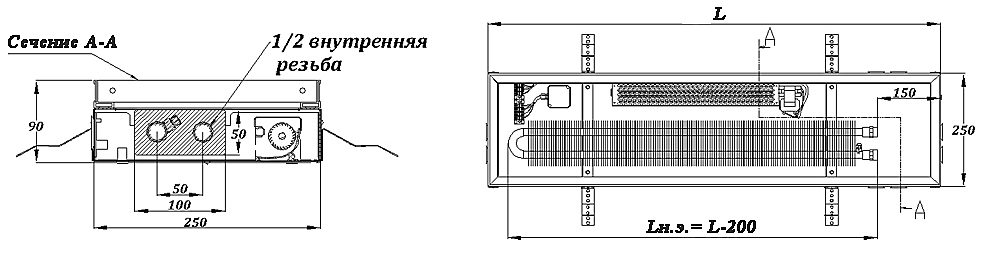 Сечение А-А
1/2 внутренняя
резьба
90
50
50
100
250
L
А
150
250
А
Lн.э.= L-200